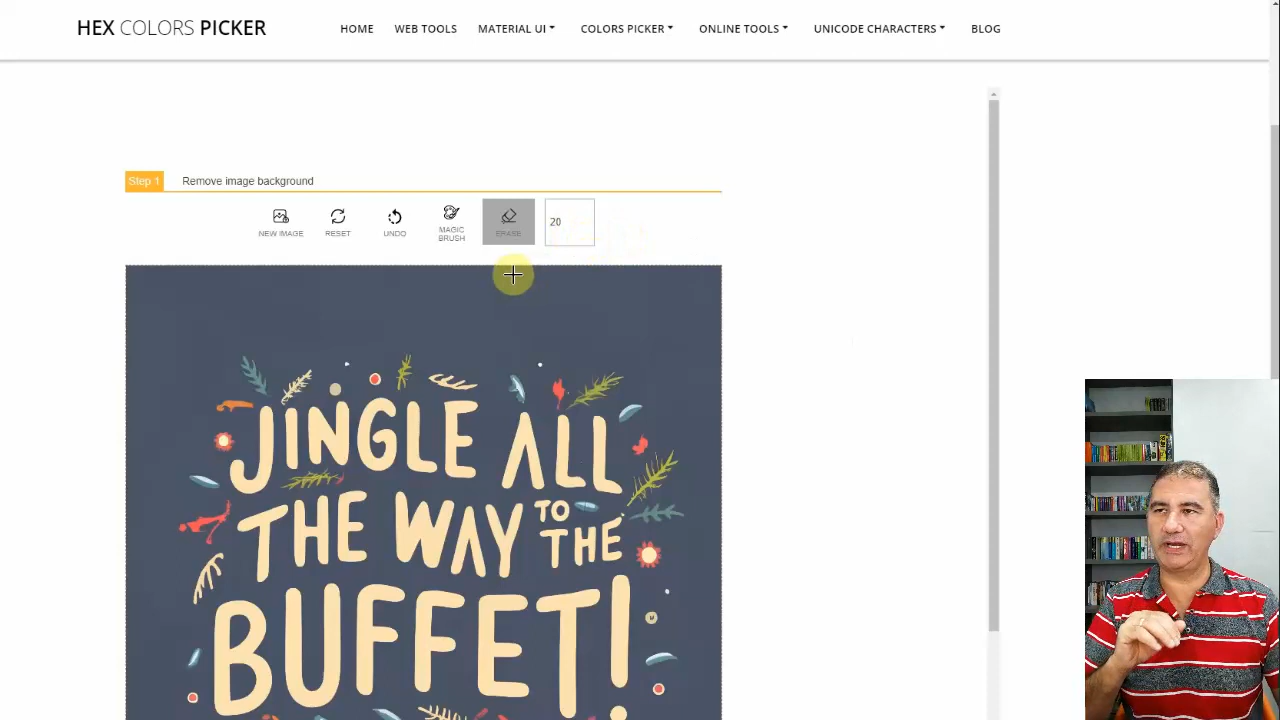 HEX COLORS PICKER
HOME
WEB TOOLS
MATERIAL UI
COLORS PICKER
ONLINE TOOLS
UNICODE CHARACTERS
BLOG
Step 1
Remove image background
NEW IMAGE
RESET
UNDO
MAGIC
BRUSH
ERASE
20
JINGLE ALL
THE WAY TO THE
BUFFET!